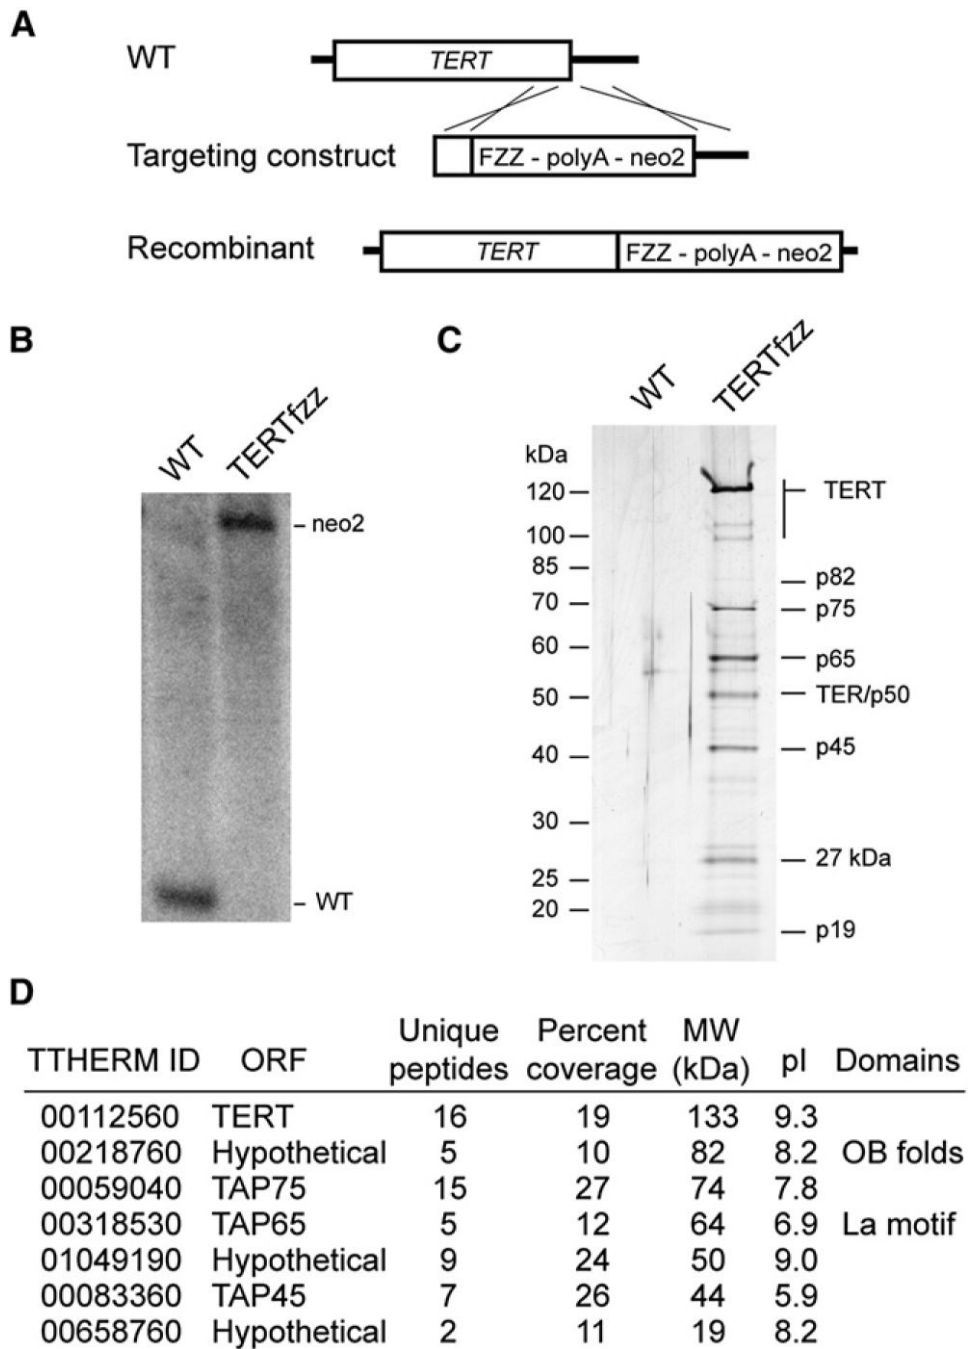 A
WT
TERT
Targeting construct
FZZ - polyA - neo2
Recombinant
TERT
FZZ - polyA - neo2
B
WT
TERTfzz
neo2
WT
C
WT
TERTfzz
kDa
120
100
85
70
60
50
40
30
25
20
TERT
p82
p75
p65
TER/p50
p45
27 kDa
p19
D
TTHERM ID ORF Unique peptides Percent coverage MW (kDa) pI Domains
00112560 TERT 16 19 133 9.3
00218760 Hypothetical 5 10 82 8.2 OB folds
00059040 TAP75 15 27 74 7.8
00318530 TAP65 5 12 64 6.9 La motif
01049190 Hypothetical 9 24 50 9.0
00083360 TAP45 7 26 44 5.9
00658760 Hypothetical 2 11 19 8.2